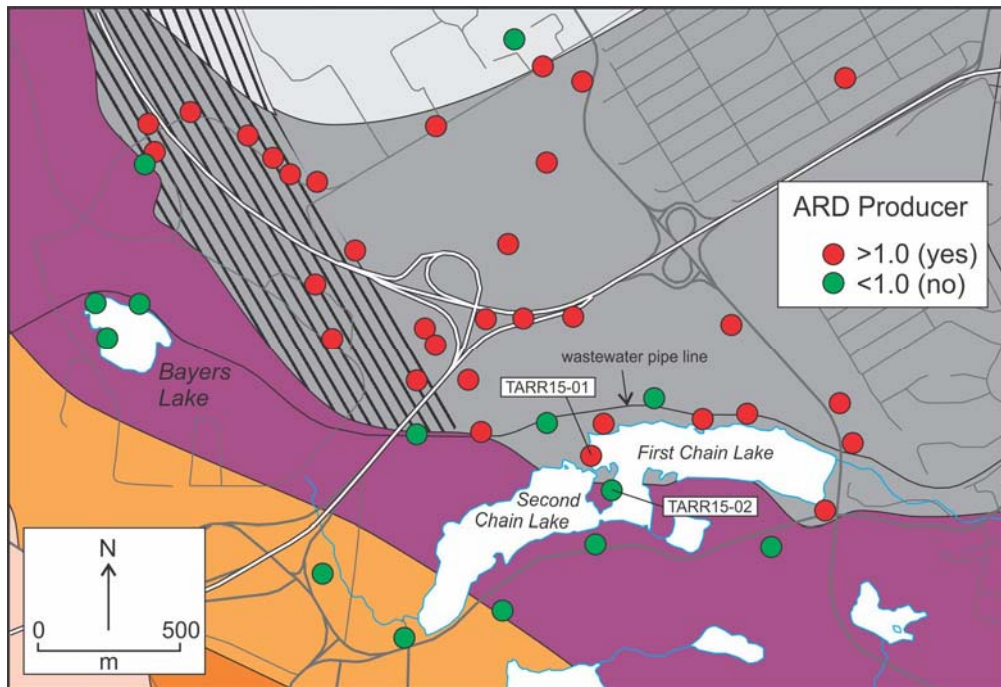 ARD Producer
>1.0 (yes)
<1.0 (no)
wastewater pipe line
Bayers
Lake
TARR15-01
First Chain Lake
Second
Chain Lake
TARR15-02
N
0 500
m